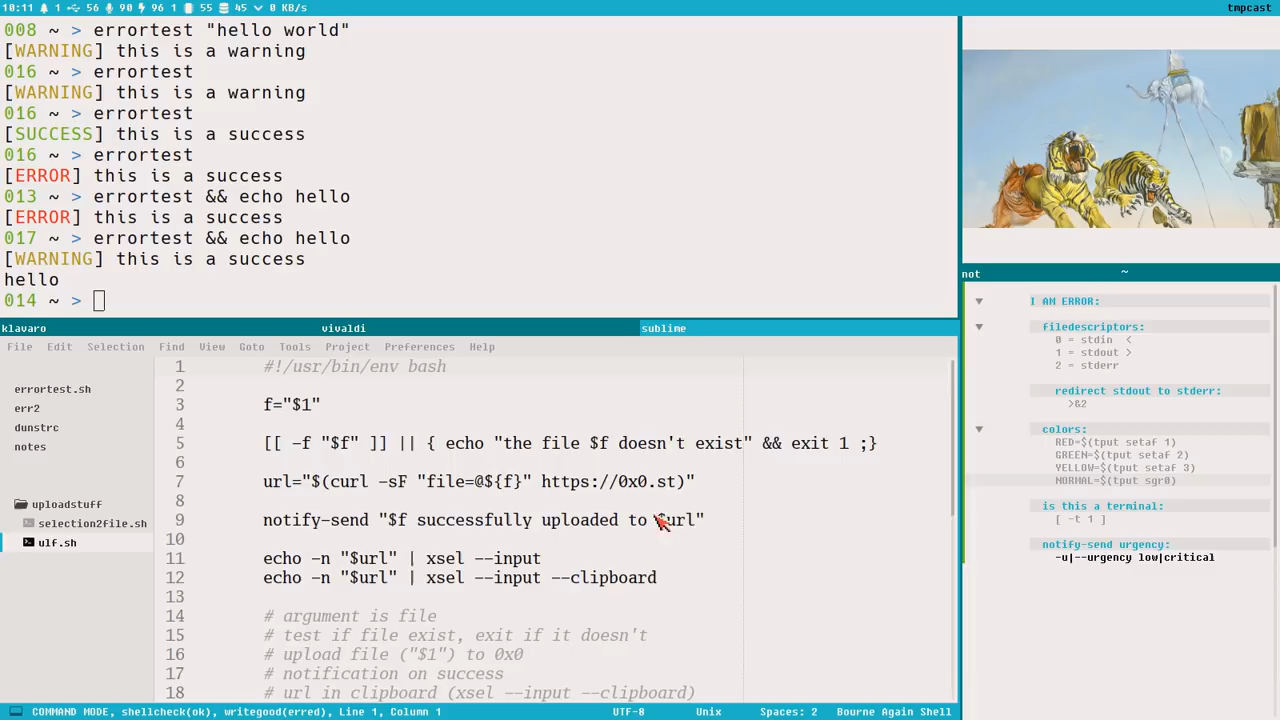 10:11 1 56 90 96 1 55 45 0 KB/s
tmpcast
008 ~ > errortest "hello world"
[WARNING] this is a warning
016 ~ > errortest
[WARNING] this is a warning
016 ~ > errortest
[SUCCESS] this is a success
016 ~ > errortest
[ERROR] this is a success
013 ~ > errortest && echo hello
[ERROR] this is a success
017 ~ > errortest && echo hello
[WARNING] this is a success
hello
014 ~ >
not ~
I AM ERROR:
filedescriptors:
0 = stdin <
1 = stdout >
2 = stderr
redirect stdout to stderr:
>&2
colors:
RED=$(tput setaf 1)
GREEN=$(tput setaf 2)
YELLOW=$(tput setaf 3)
NORMAL=$(tput sgr0)
is this a terminal:
[ -t 1 ]
notify-send urgency:
-u|--urgency low|critical
klavaro vivaldi sublime
File Edit Selection Find View Goto Tools Project Preferences Help
errortest.sh
err2
dunstrc
notes
uploadstuff
selection2file.sh
ulf.sh
1 #!/usr/bin/env bash
2
3 f="$1"
4
5 [[ -f "$f" ]] || { echo "the file $f doesn't exist" && exit 1 ;}
6
7 url="$(curl -sF "file=@${f}" https://0x0.st)"
8
9 notify-send "$f successfully uploaded to $url"
10
11 echo -n "$url" | xsel --input
12 echo -n "$url" | xsel --input --clipboard
13
14 # argument is file
15 # test if file exist, exit if it doesn't
16 # upload file ("$1") to 0x0
17 # notification on success
18 # url in clipboard (xsel --input --clipboard)
COMMAND MODE, shellcheck(ok), writegood(erred), Line 1, Column 1 UTF-8 Unix Spaces: 2 Bourne Again Shell